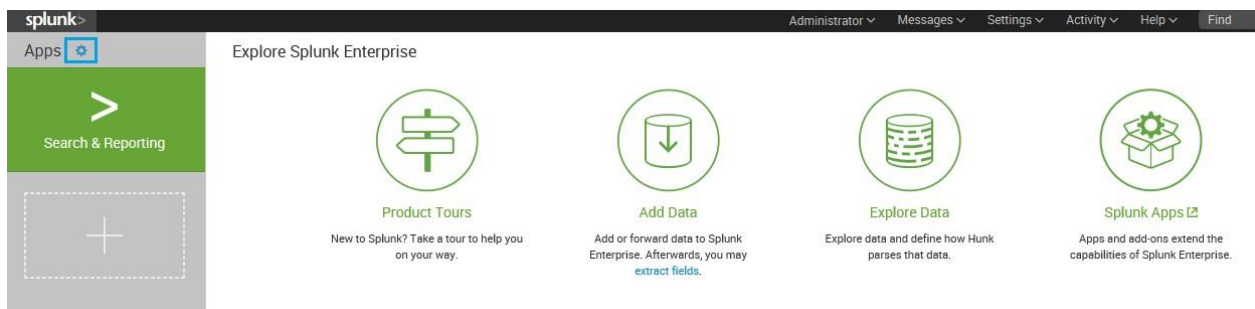 splunk>
Administrator Messages Settings Activity Help Find
Apps
Explore Splunk Enterprise
>
Search & Reporting
Product Tours
New to Splunk? Take a tour to help you
on your way.
Add Data
Add or forward data to Splunk
Enterprise. Afterwards, you may
extract fields.
Explore Data
Explore data and define how Hunk
parses that data.
Splunk Apps
Apps and add-ons extend the
capabilities of Splunk Enterprise.